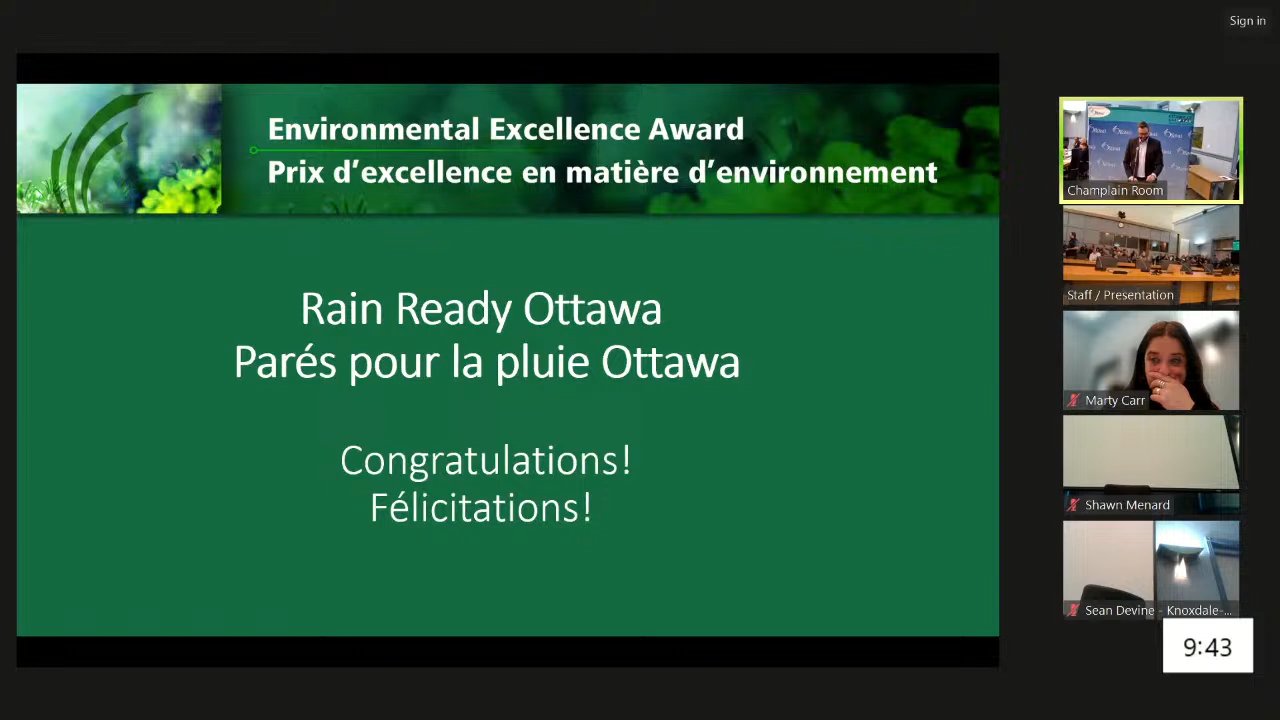 Sign in
Environmental Excellence Award
Prix d'excellence en matière d'environnement
Rain Ready Ottawa
Parés pour la pluie Ottawa
Congratulations!
Félicitations!
Champlain Room
Staff / Presentation
Marty Carr
Shawn Menard
Sean Devine - Knoxdale-...
9:43